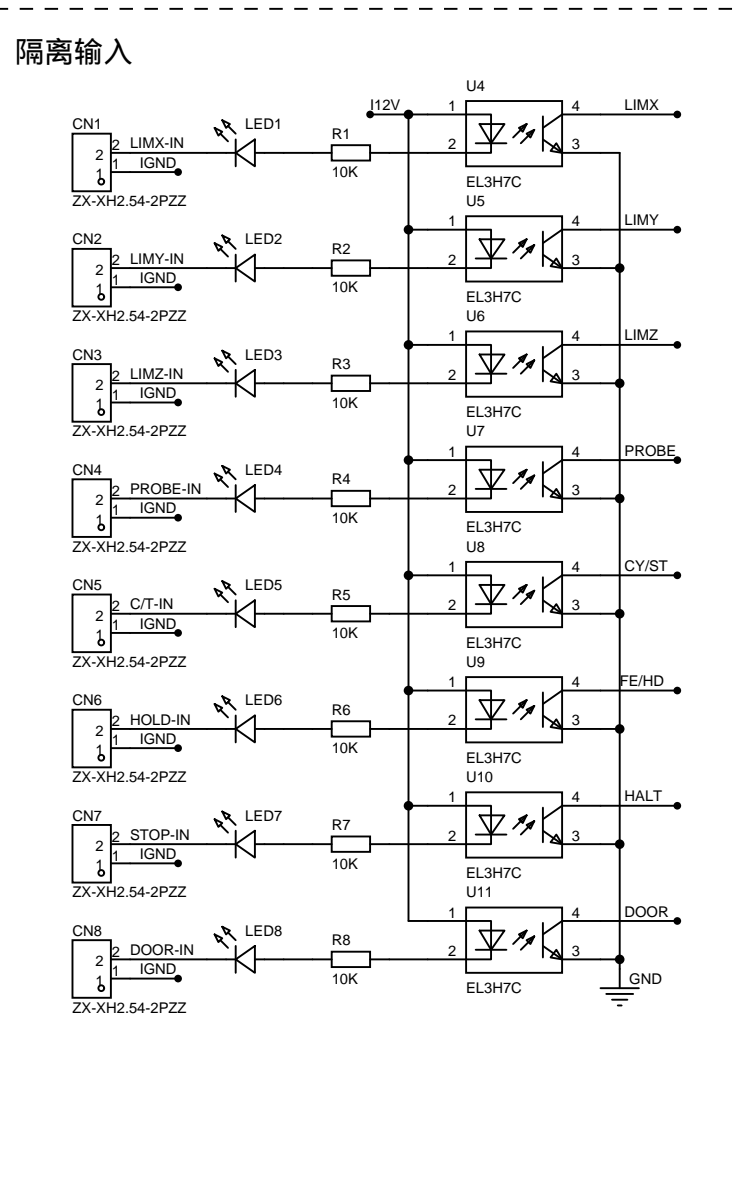 隔离输入
U4
I12V 1 4 LIMX
CN1 LED1 R1
2 2 LIMX-IN 2 3
1 1 IGND 10K EL3H7C
ZX-XH2.54-2PZZ U5
1 4 LIMY
CN2 LED2 R2
2 2 LIMY-IN 2 3
1 1 IGND 10K EL3H7C
ZX-XH2.54-2PZZ U6
1 4 LIMZ
CN3 LED3 R3
2 2 LIMZ-IN 2 3
1 1 IGND 10K EL3H7C
ZX-XH2.54-2PZZ U7
1 4 PROBE
CN4 LED4 R4
2 2 PROBE-IN 2 3
1 1 IGND 10K EL3H7C
ZX-XH2.54-2PZZ U8
1 4 CY/ST
CN5 LED5 R5
2 2 C/T-IN 2 3
1 1 IGND 10K EL3H7C
ZX-XH2.54-2PZZ U9
1 4 FE/HD
CN6 LED6 R6
2 2 HOLD-IN 2 3
1 1 IGND 10K EL3H7C
ZX-XH2.54-2PZZ U10
1 4 HALT
CN7 LED7 R7
2 2 STOP-IN 2 3
1 1 IGND 10K EL3H7C
ZX-XH2.54-2PZZ U11
1 4 DOOR
CN8 LED8 R8
2 2 DOOR-IN 2 3
1 1 IGND 10K EL3H7C GND
ZX-XH2.54-2PZZ